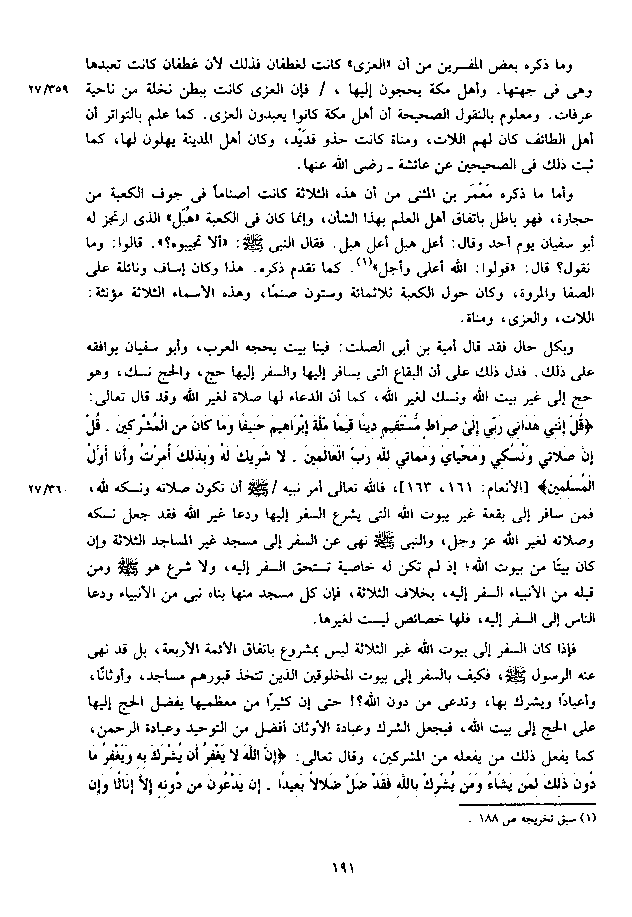 وما ذكره بعض المفسرين من أن «العزى» كانت لغطفان فذلك لأن غطفان كانت تعبدها
٢٧/٣٥٩ وهى فى جهتها. وأهل مكة يحجون إليها ، / فإن العزى كانت ببطن نخلة من ناحية
عرفات. ومعلوم بالنقول الصحيحة أن أهل مكة كانوا يعبدون العزى. كما علم بالتواتر أن
أهل الطائف كان لهم اللات، ومناة كانت حذو قديد، وكان أهل المدينة يهلون لها، كما
ثبت ذلك فى الصحيحين عن عائشة ـ رضى الله عنها.
وأما ما ذكره مَعْمَر بن المثنى من أن هذه الثلاثة كانت أصناماً فى جوف الكعبة من
حجارة، فهو باطل باتفاق أهل العلم بهذا الشأن، وإنما كان فى الكعبة «هُبَل» الذى ارتجز له
أبو سفيان يوم أحد وقال: أعل هبل أعل هبل. فقال النبى ﷺ: «ألا تجيبوه؟». قالوا: وما
نقول؟ قال: «قولوا: الله أعلى وأجل»(١). كما تقدم ذكره. هذا وكان إساف ونائلة على
الصفا والمروة، وكان حول الكعبة ثلاثمائة وستون صنمًا، وهذه الأسماء الثلاثة مؤنثة:
اللات، والعزى، ومناة.
وبكل حال فقد قال أمية بن أبى الصلت: فينا بيت يحجه العرب، وأبو سفيان يوافقه
على ذلك. فدل ذلك على أن البقاع التى يسافر إليها والسفر إليها حج، والحج نسك، وهو
حج إلى غير بيت الله ونسك لغير الله، كما أن الدعاء لها صلاة لغير الله وقد قال تعالى:
﴿قُلْ إِنَّنِي هَدَانِي رَبِّي إِلَىٰ صِرَاطٍ مُّسْتَقِيمٍ دِينًا قِيَمًا مِّلَّةَ إِبْرَاهِيمَ حَنِيفًا وَمَا كَانَ مِنَ الْمُشْرِكِينَ . قُلْ
إِنَّ صَلَاتِي وَنُسُكِي وَمَحْيَايَ وَمَمَاتِي لِلَّهِ رَبِّ الْعَالَمِينَ . لَا شَرِيكَ لَهُ وَبِذَٰلِكَ أُمِرْتُ وَأَنَا أَوَّلُ
٢٧/٣٦٠ الْمُسْلِمِينَ﴾ [الأنعام: ١٦١، ١٦٣]، فالله تعالى أمر نبيه / ﷺ أن تكون صلاته ونسكه لله،
فمن سافر إلى بقعة غير بيوت الله التى يشرع السفر إليها ودعا غير الله فقد جعل نسكه
وصلاته لغير الله عز وجل، والنبى ﷺ نهى عن السفر إلى مسجد غير المساجد الثلاثة وإن
كان بيتًا من بيوت الله؛ إذ لم تكن له خاصية تستحق السفر إليه، ولا شرع هو ﷺ ومن
قبله من الأنبياء السفر إليه، بخلاف الثلاثة، فإن كل مسجد منها بناه نبى من الأنبياء ودعا
الناس إلى السفر إليه، فلها خصائص ليست لغيرها.
فإذا كان السفر إلى بيوت الله غير الثلاثة ليس بمشروع باتفاق الأئمة الأربعة، بل قد نهى
عنه الرسول ﷺ، فكيف بالسفر إلى بيوت المخلوقين الذين تتخذ قبورهم مساجد، وأوثانًا،
وأعيادًا ويشرك بها، وتدعى من دون الله؟! حتى إن كثيرًا من معظميها يفضل الحج إليها
على الحج إلى بيت الله، فيجعل الشرك وعبادة الأوثان أفضل من التوحيد وعبادة الرحمن،
كما يفعل ذلك من يفعله من المشركين، وقال تعالى: ﴿إِنَّ اللَّهَ لَا يَغْفِرُ أَن يُشْرَكَ بِهِ وَيَغْفِرُ مَا
دُونَ ذَٰلِكَ لِمَن يَشَاءُ وَمَن يُشْرِكْ بِاللَّهِ فَقَدْ ضَلَّ ضَلَالاً بَعِيدًا . إِن يَدْعُونَ مِن دُونِهِ إِلاَّ إِنَاثًا وَإِن
(١) سبق تخريجه ص ١٨٨ .
١٩١